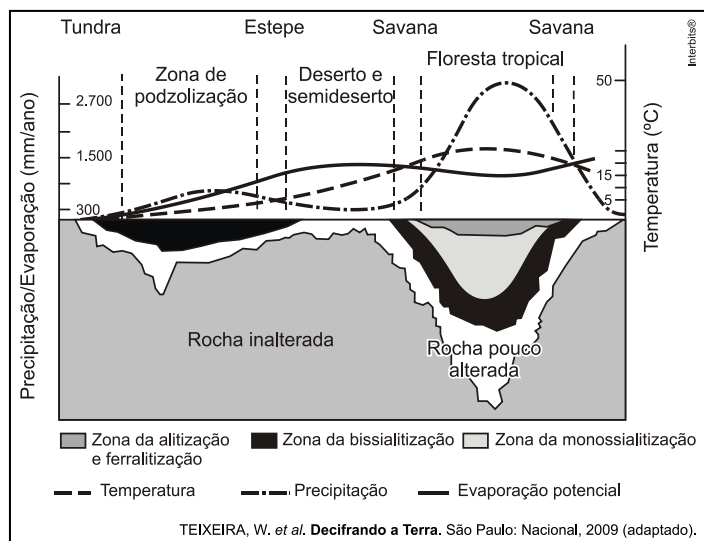 Tundra Estepe Savana Savana
Floresta tropical
Zona de podzolização
Deserto e semideserto
Interbits®
Precipitação/Evaporação (mm/ano)
2.700
1.500
300
50
15
5
Temperatura (ºC)
Rocha inalterada
Rocha pouco
alterada
Zona da alitização
e ferralitização
Zona da bissialitização
Zona da monossialitização
Temperatura
Precipitação
Evaporação potencial
TEIXEIRA, W. et al. Decifrando a Terra. São Paulo: Nacional, 2009 (adaptado).